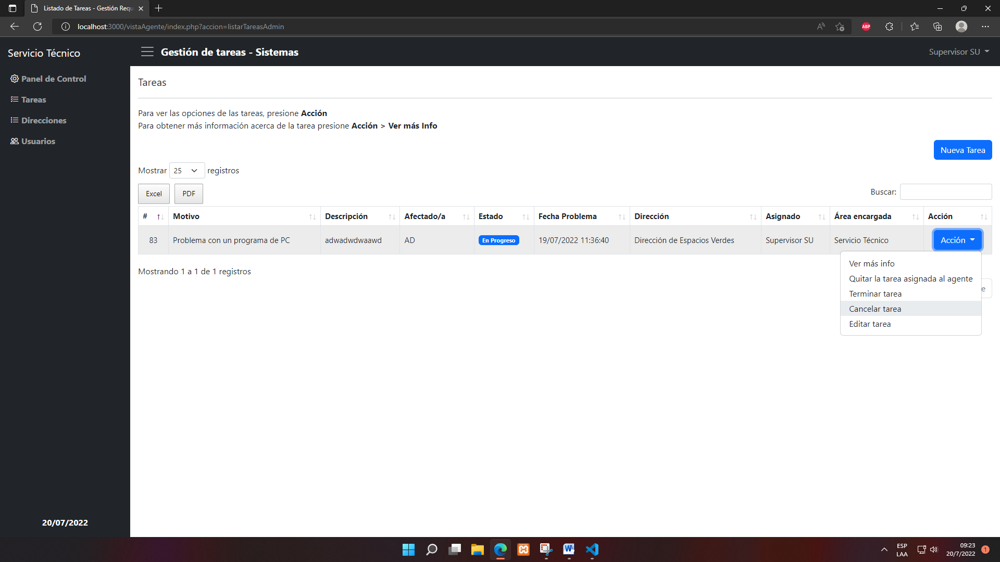 Listado de Tareas - Gestión Requ
localhost:3000/vistaAgente/index.php?accion=listarTareasAdmin
ABP
Servicio Técnico
Gestión de tareas - Sistemas
Supervisor SU
Panel de Control
Tareas
Direcciones
Usuarios
Tareas
Para ver las opciones de las tareas, presione Acción
Para obtener más información acerca de la tarea presione Acción > Ver más Info
Nueva Tarea
Mostrar 25 registros
Excel PDF
Buscar:
# Motivo Descripción Afectado/a Estado Fecha Problema Dirección Asignado Área encargada Acción
83 Problema con un programa de PC adwadwdwaawd AD En Progreso 19/07/2022 11:36:40 Dirección de Espacios Verdes Supervisor SU Servicio Técnico Acción
Mostrando 1 a 1 de 1 registros
Ver más info
Quitar la tarea asignada al agente
Terminar tarea
Cancelar tarea
Editar tarea
e
20/07/2022
ESP
LAA
09:23
20/7/2022
1